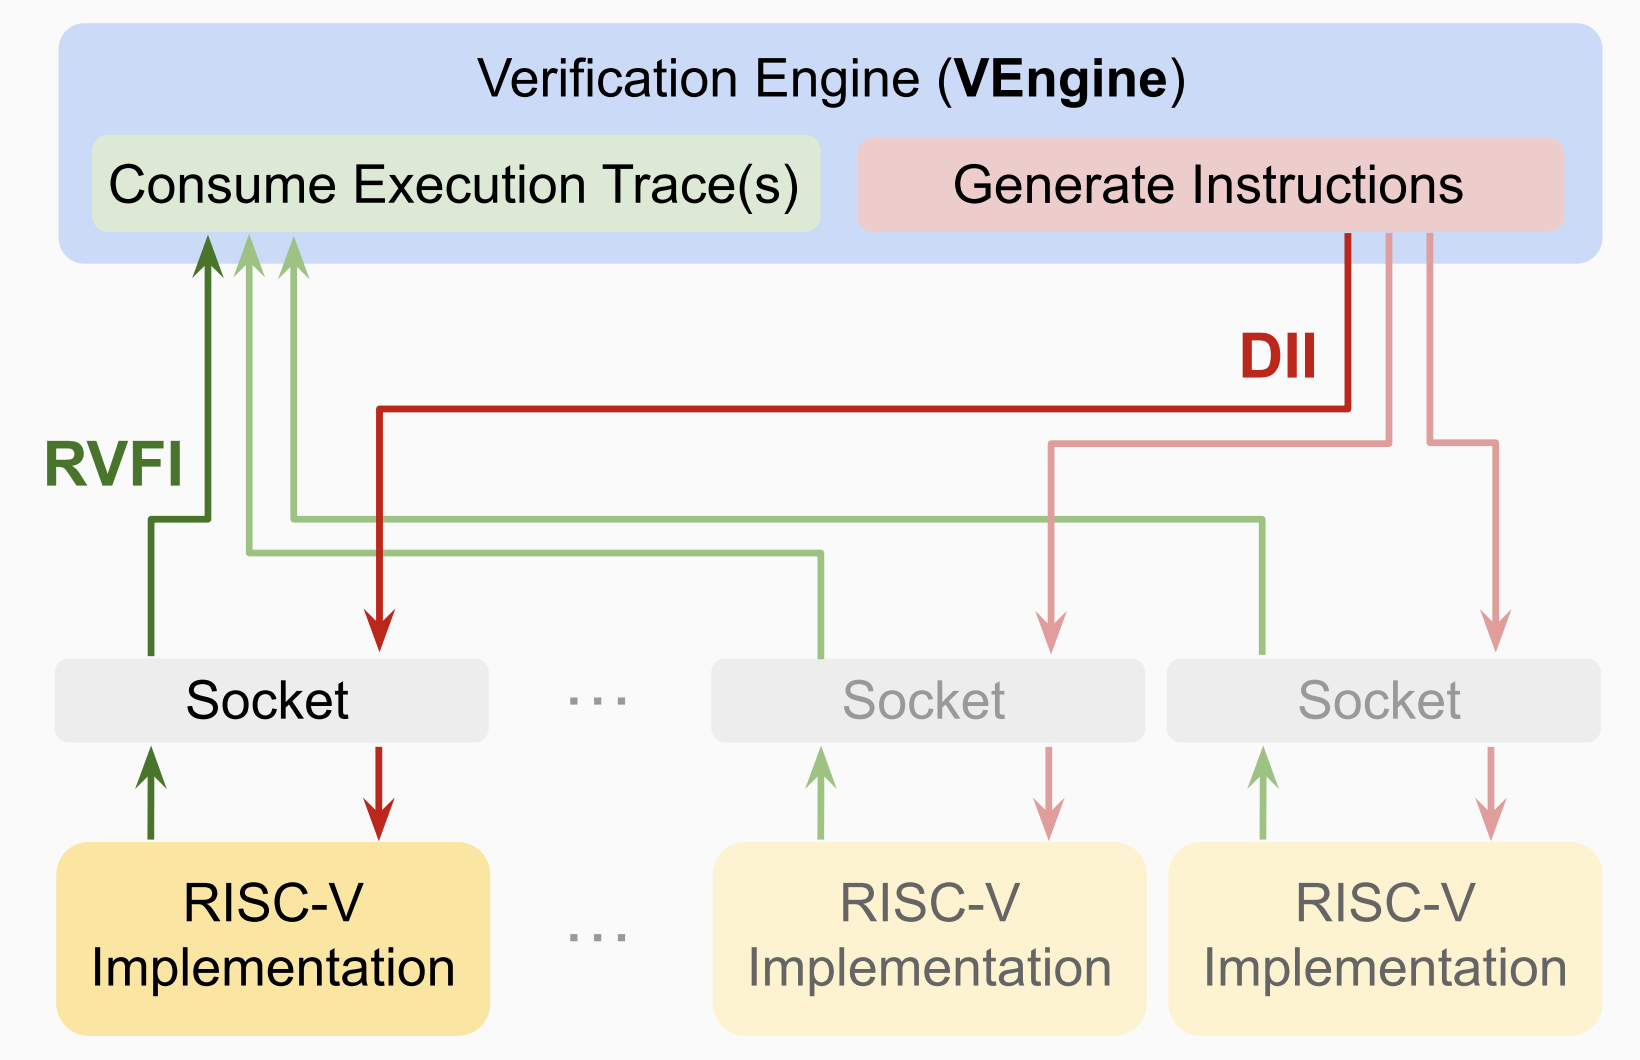 Verification Engine (VEngine)
Consume Execution Trace(s)
Generate Instructions
DII
RVFI
Socket
...
Socket
Socket
RISC-V
Implementation
...
RISC-V
Implementation
RISC-V
Implementation